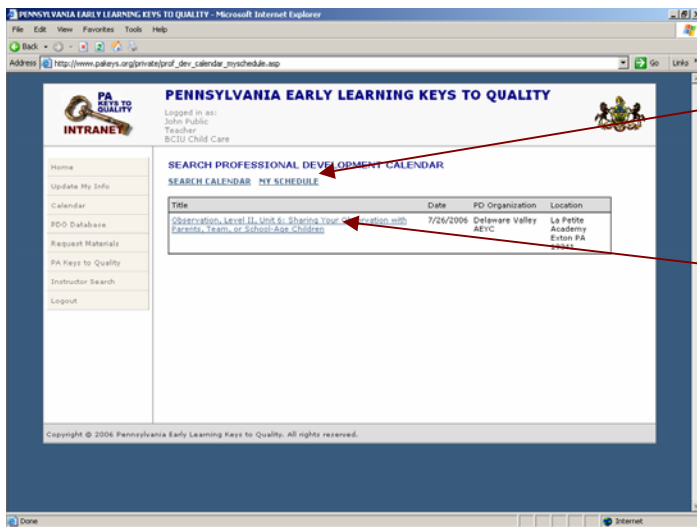 PENNSYLVANIA EARLY LEARNING KEYS TO QUALITY - Microsoft Internet Explorer
File Edit View Favorites Tools Help
Back
Address http://www.pakeys.org/private/prof_dev_calendar_myschedule.asp Go Links
PA
KEYS TO
QUALITY
INTRANET
PENNSYLVANIA EARLY LEARNING KEYS TO QUALITY
Logged in as:
John Public
Teacher
BCIU Child Care
Home
Update My Info
Calendar
PDO Database
Request Materials
PA Keys to Quality
Instructor Search
Logout
SEARCH PROFESSIONAL DEVELOPMENT CALENDAR
SEARCH CALENDAR MY SCHEDULE
Title Date PD Organization Location
Observation, Level II, Unit 6: Sharing Your Observation with 7/26/2006 Delaware Valley La Petite
Parents, Team, or School-Age Children AEYC Academy
Exton PA
Copyright © 2006 Pennsylvania Early Learning Keys to Quality. All rights reserved.
Done Internet